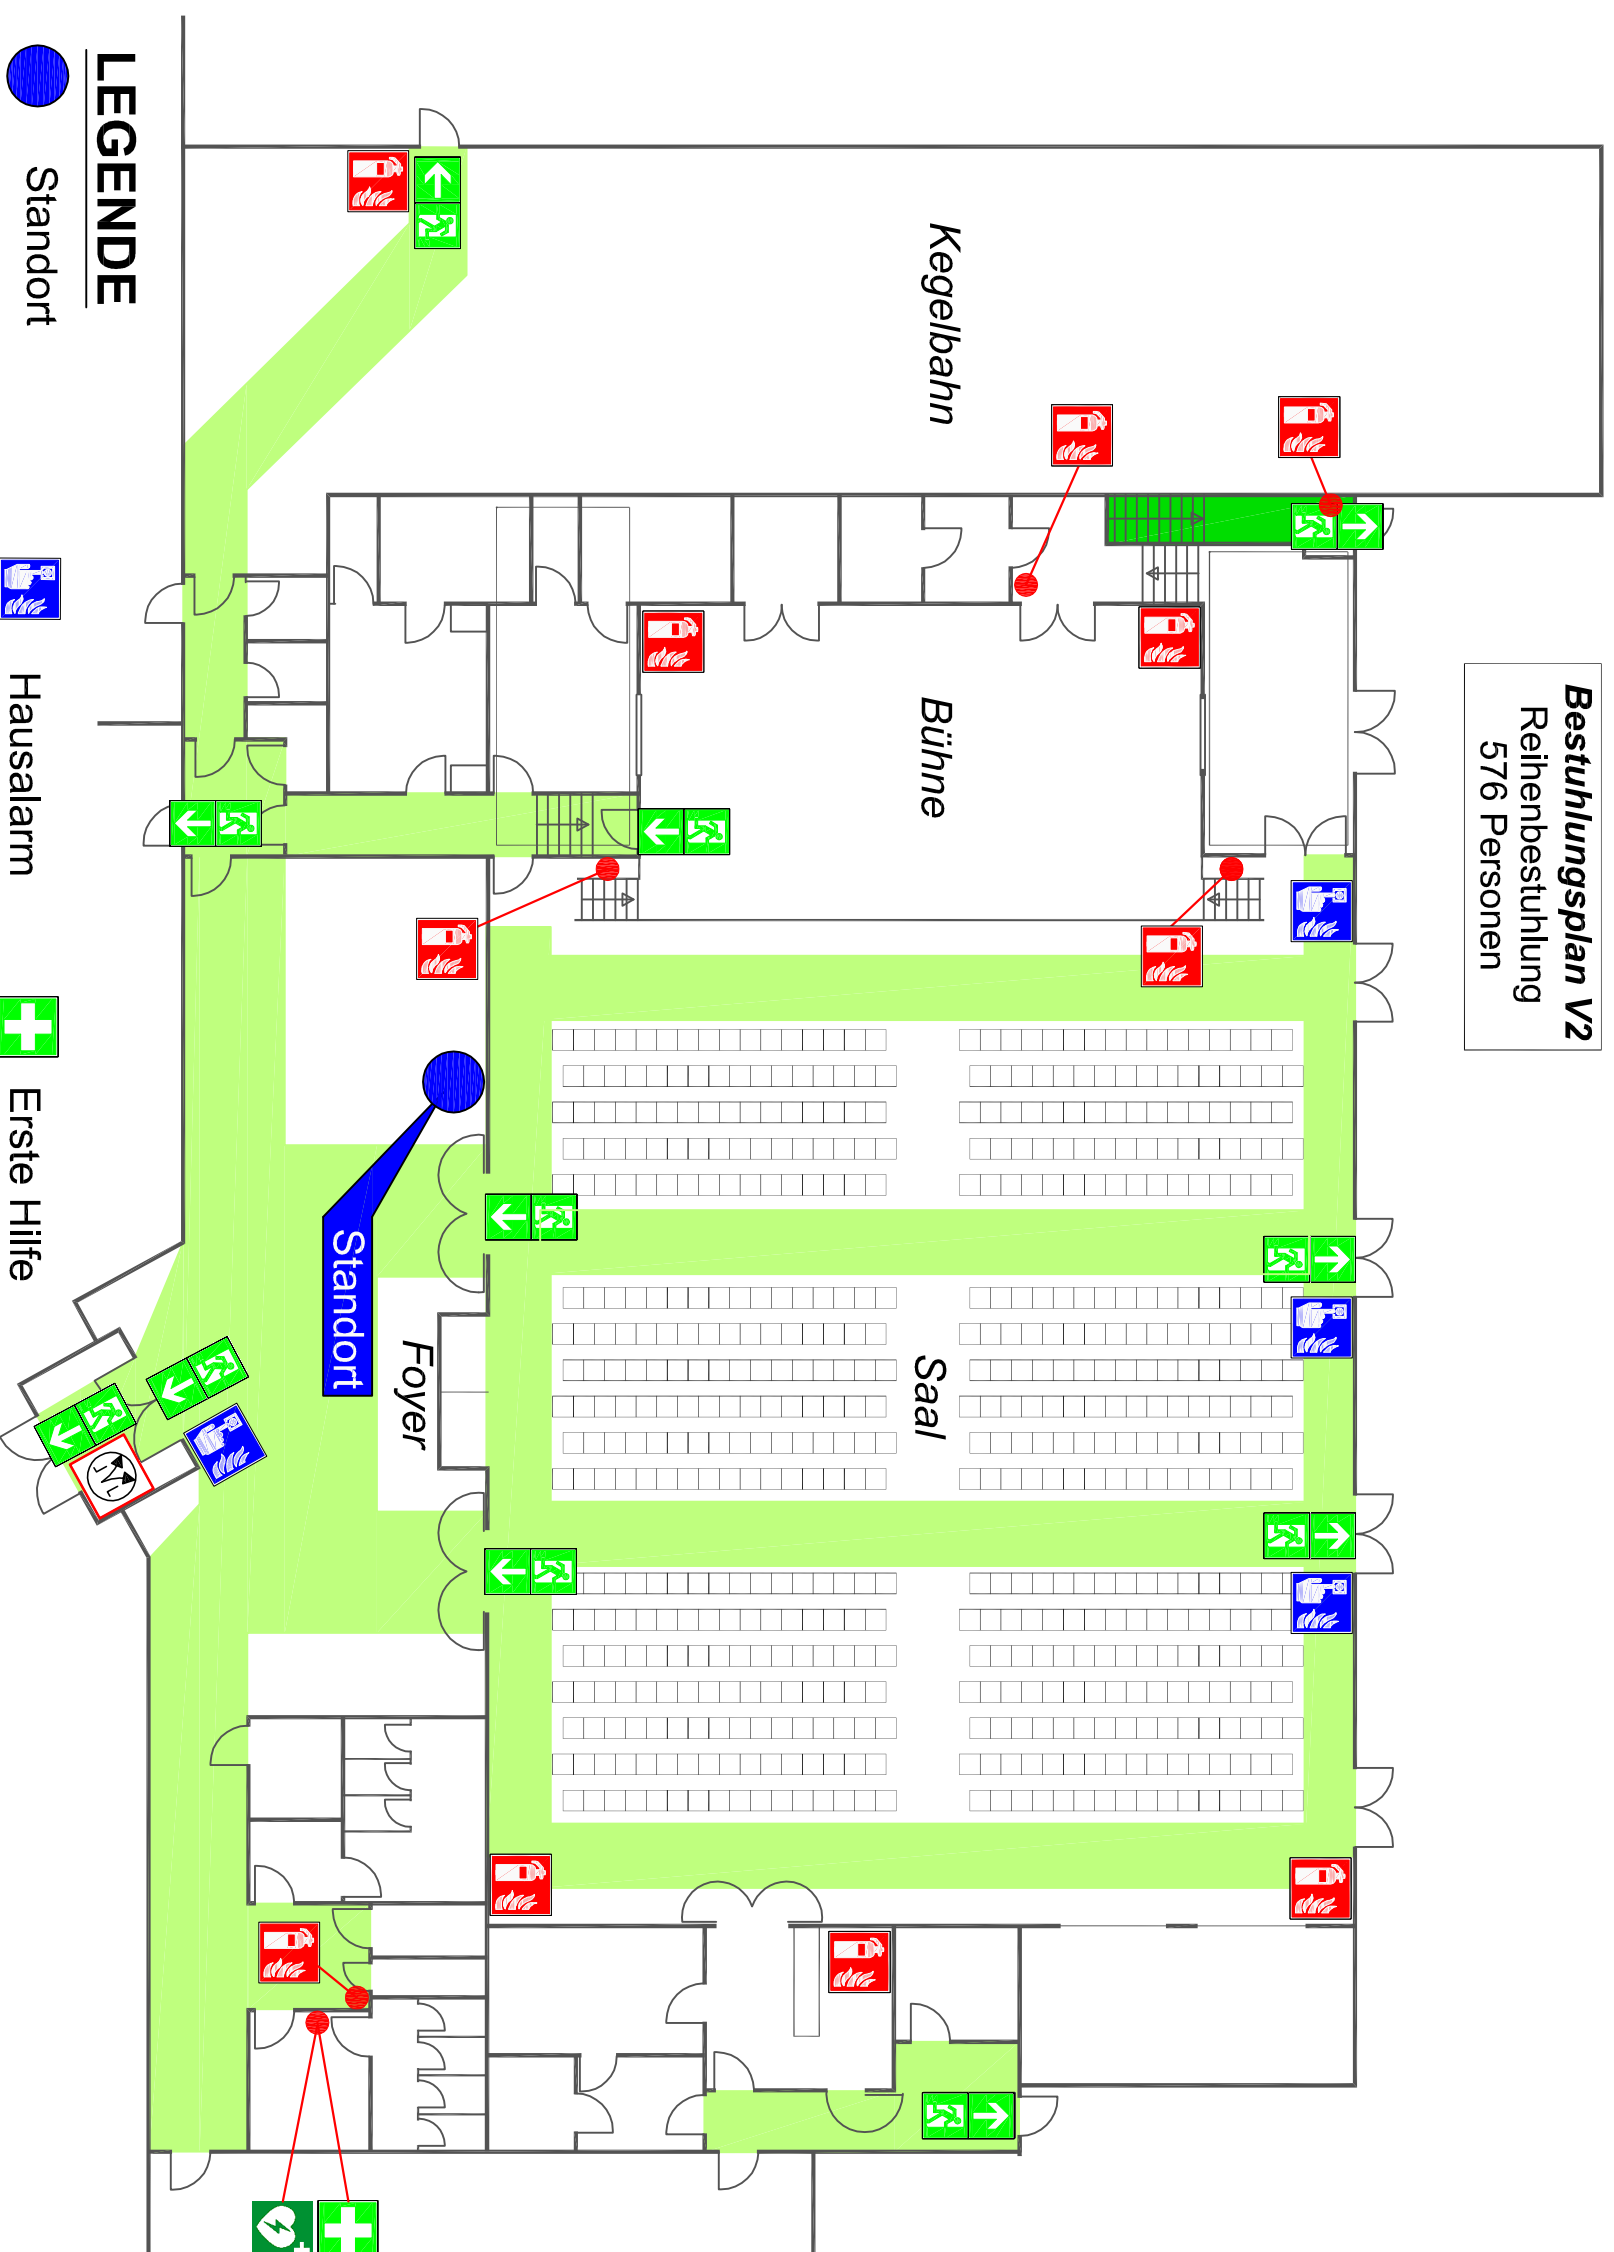 Bestuhlungsplan V2
Reihenbestuhlung
576 Personen
Kegelbahn
Bühne
Saal
Foyer
Standort
LEGENDE
Standort
Hausalarm
Erste Hilfe